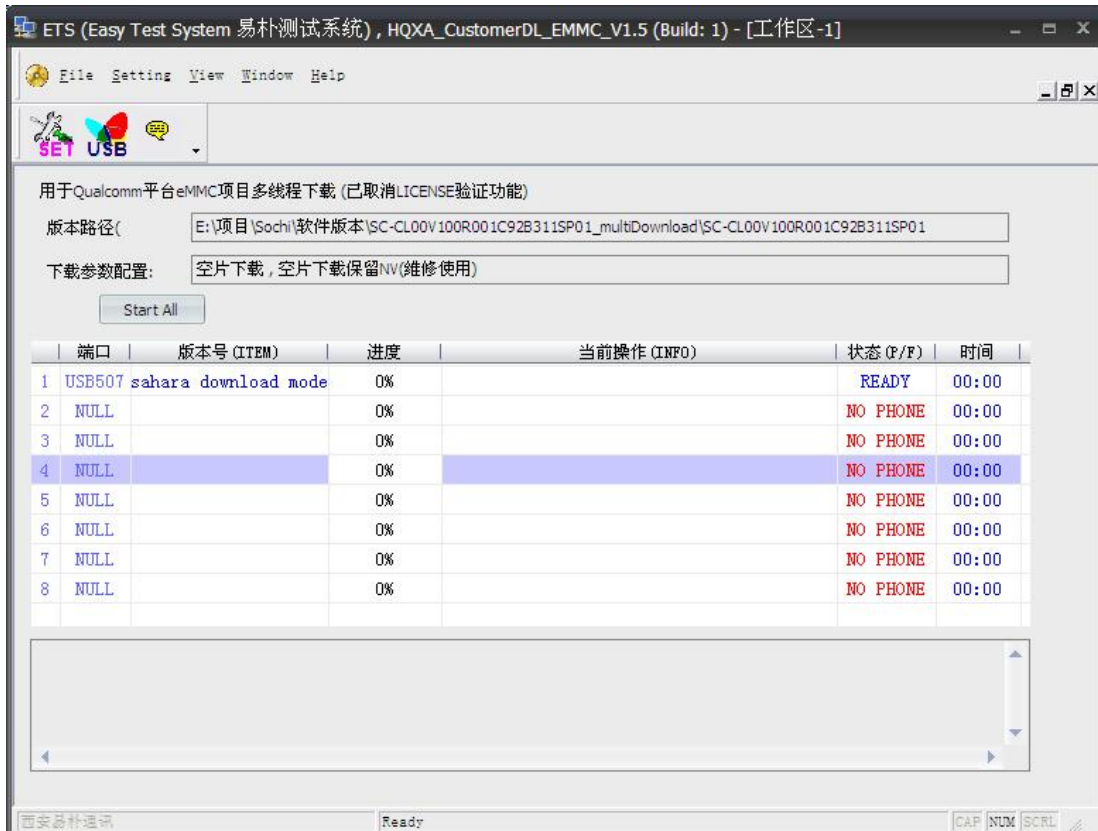 ETS (Easy Test System 易朴测试系统) , HQXA_CustomerDL_EMMC_V1.5 (Build: 1) - [工作区-1]
File Setting View Window Help
SET USB
用于Qualcomm平台eMMC项目多线程下载 (已取消LICENSE验证功能)
版本路径( E:\项目\Sochi\软件版本\SC-CL00V100R001C92B311SP01_multiDownload\SC-CL00V100R001C92B311SP01
下载参数配置: 空片下载 , 空片下载保留NV(维修使用)
Start All
端口 版本号(ITEM) 进度 当前操作(INFO) 状态(P/F) 时间
1 USB507 sahara download mode 0% READY 00:00
2 NULL 0% NO PHONE 00:00
3 NULL 0% NO PHONE 00:00
4 NULL 0% NO PHONE 00:00
5 NULL 0% NO PHONE 00:00
6 NULL 0% NO PHONE 00:00
7 NULL 0% NO PHONE 00:00
8 NULL 0% NO PHONE 00:00
西安易朴通讯 Ready CAP NUM SCRL